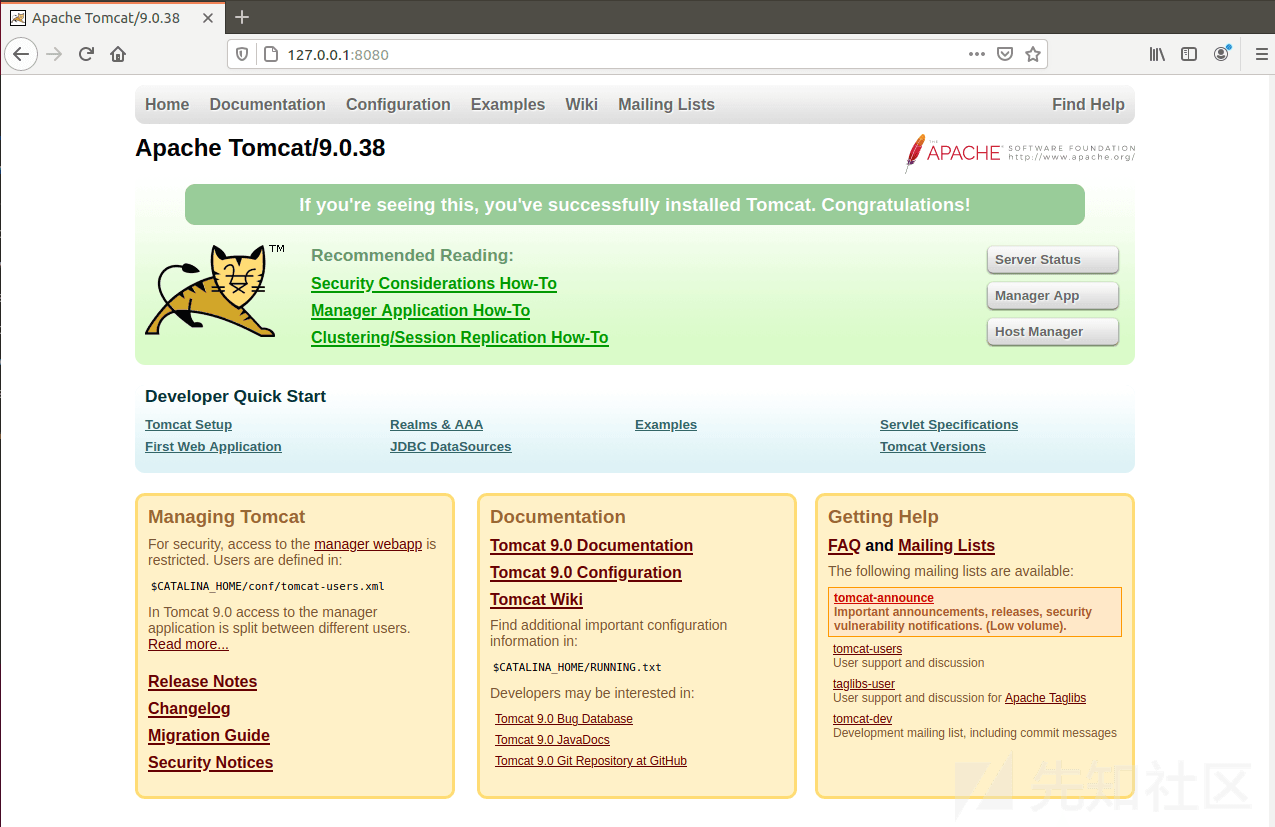 Apache Tomcat/9.0.38
127.0.0.1:8080
Home Documentation Configuration Examples Wiki Mailing Lists Find Help
Apache Tomcat/9.0.38
THE APACHE SOFTWARE FOUNDATION
http://www.apache.org/
If you're seeing this, you've successfully installed Tomcat. Congratulations!
TM
Recommended Reading:
Security Considerations How-To
Manager Application How-To
Clustering/Session Replication How-To
Server Status
Manager App
Host Manager
Developer Quick Start
Tomcat Setup
First Web Application
Realms & AAA
JDBC DataSources
Examples
Servlet Specifications
Tomcat Versions
Managing Tomcat
For security, access to the manager webapp is
restricted. Users are defined in:
$CATALINA_HOME/conf/tomcat-users.xml
In Tomcat 9.0 access to the manager
application is split between different users.
Read more...
Release Notes
Changelog
Migration Guide
Security Notices
Documentation
Tomcat 9.0 Documentation
Tomcat 9.0 Configuration
Tomcat Wiki
Find additional important configuration
information in:
$CATALINA_HOME/RUNNING.txt
Developers may be interested in:
Tomcat 9.0 Bug Database
Tomcat 9.0 JavaDocs
Tomcat 9.0 Git Repository at GitHub
Getting Help
FAQ and Mailing Lists
The following mailing lists are available:
tomcat-announce
Important announcements, releases, security
vulnerability notifications. (Low volume).
tomcat-users
User support and discussion
taglibs-user
User support and discussion for Apache Taglibs
tomcat-dev
Development mailing list, including commit messages
先知社区